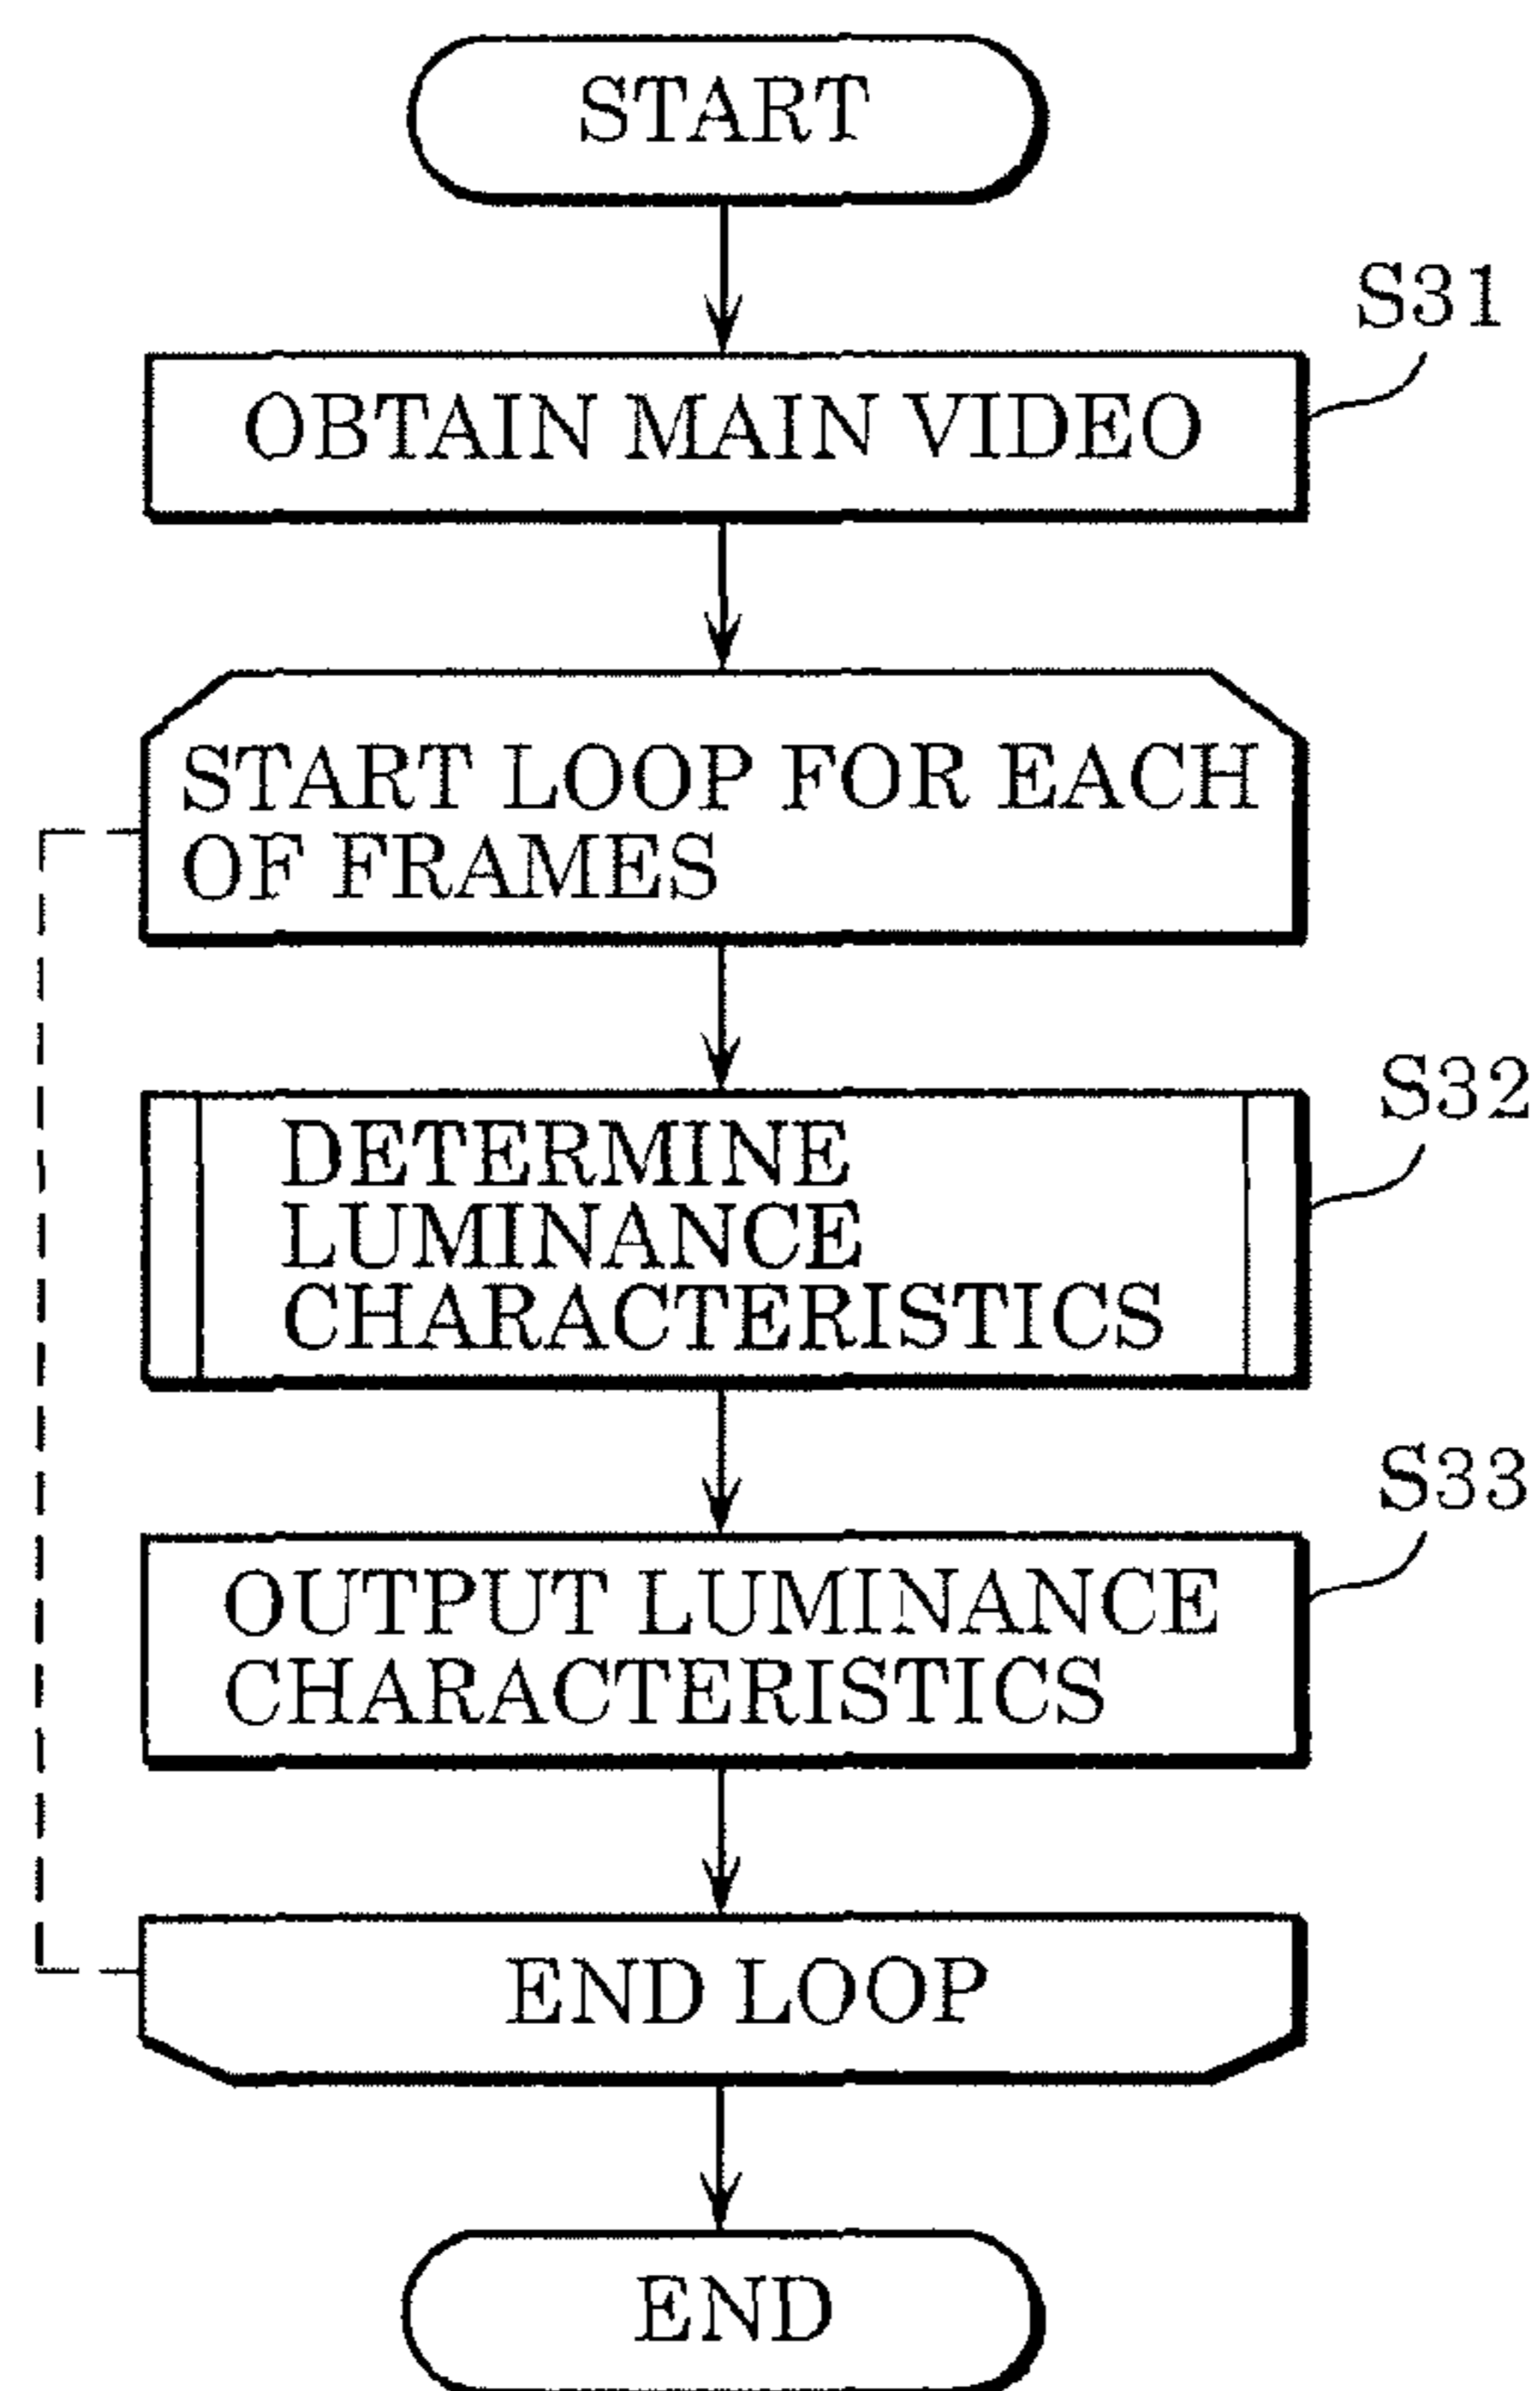 START
S31
OBTAIN MAIN VIDEO
START LOOP FOR EACH
OF FRAMES
S32
DETERMINE
LUMINANCE
CHARACTERISTICS
S33
OUTPUT LUMINANCE
CHARACTERISTICS
END LOOP
END